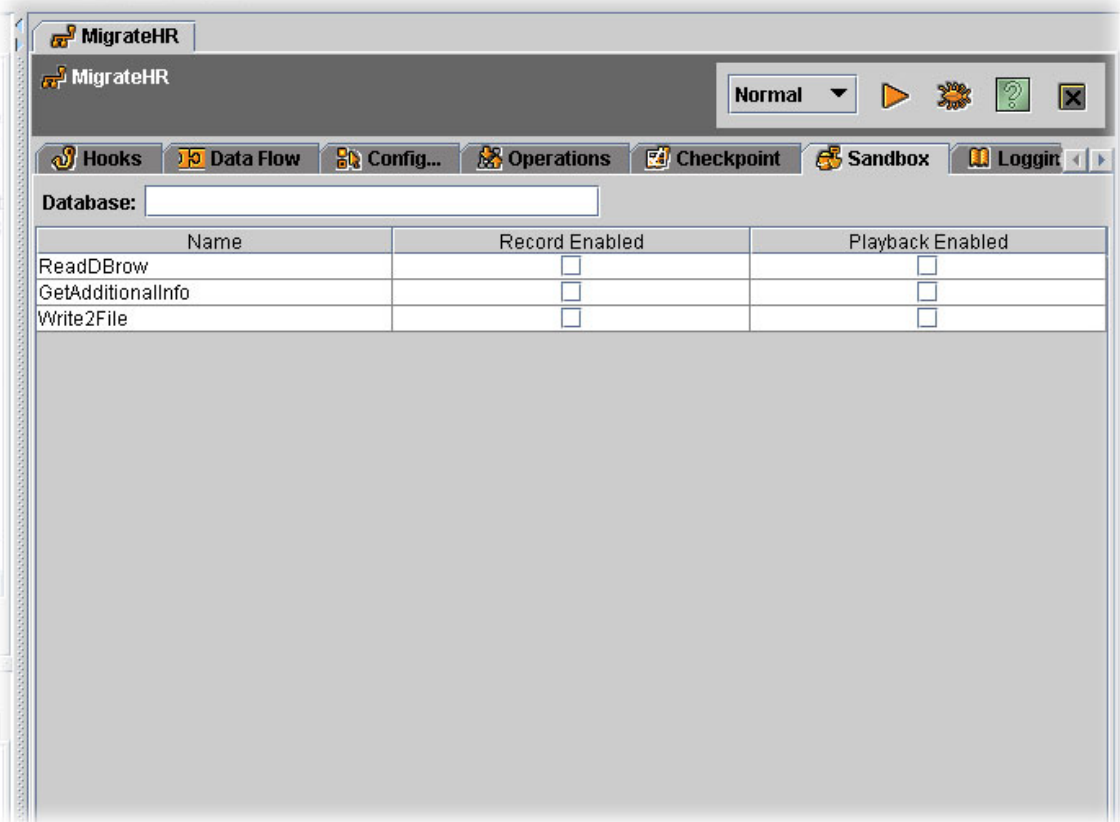 MigrateHR
MigrateHR
Normal
Hooks Data Flow Config... Operations Checkpoint Sandbox Loggin
Database:
Name Record Enabled Playback Enabled
ReadDBrow
GetAdditionalInfo
Write2File